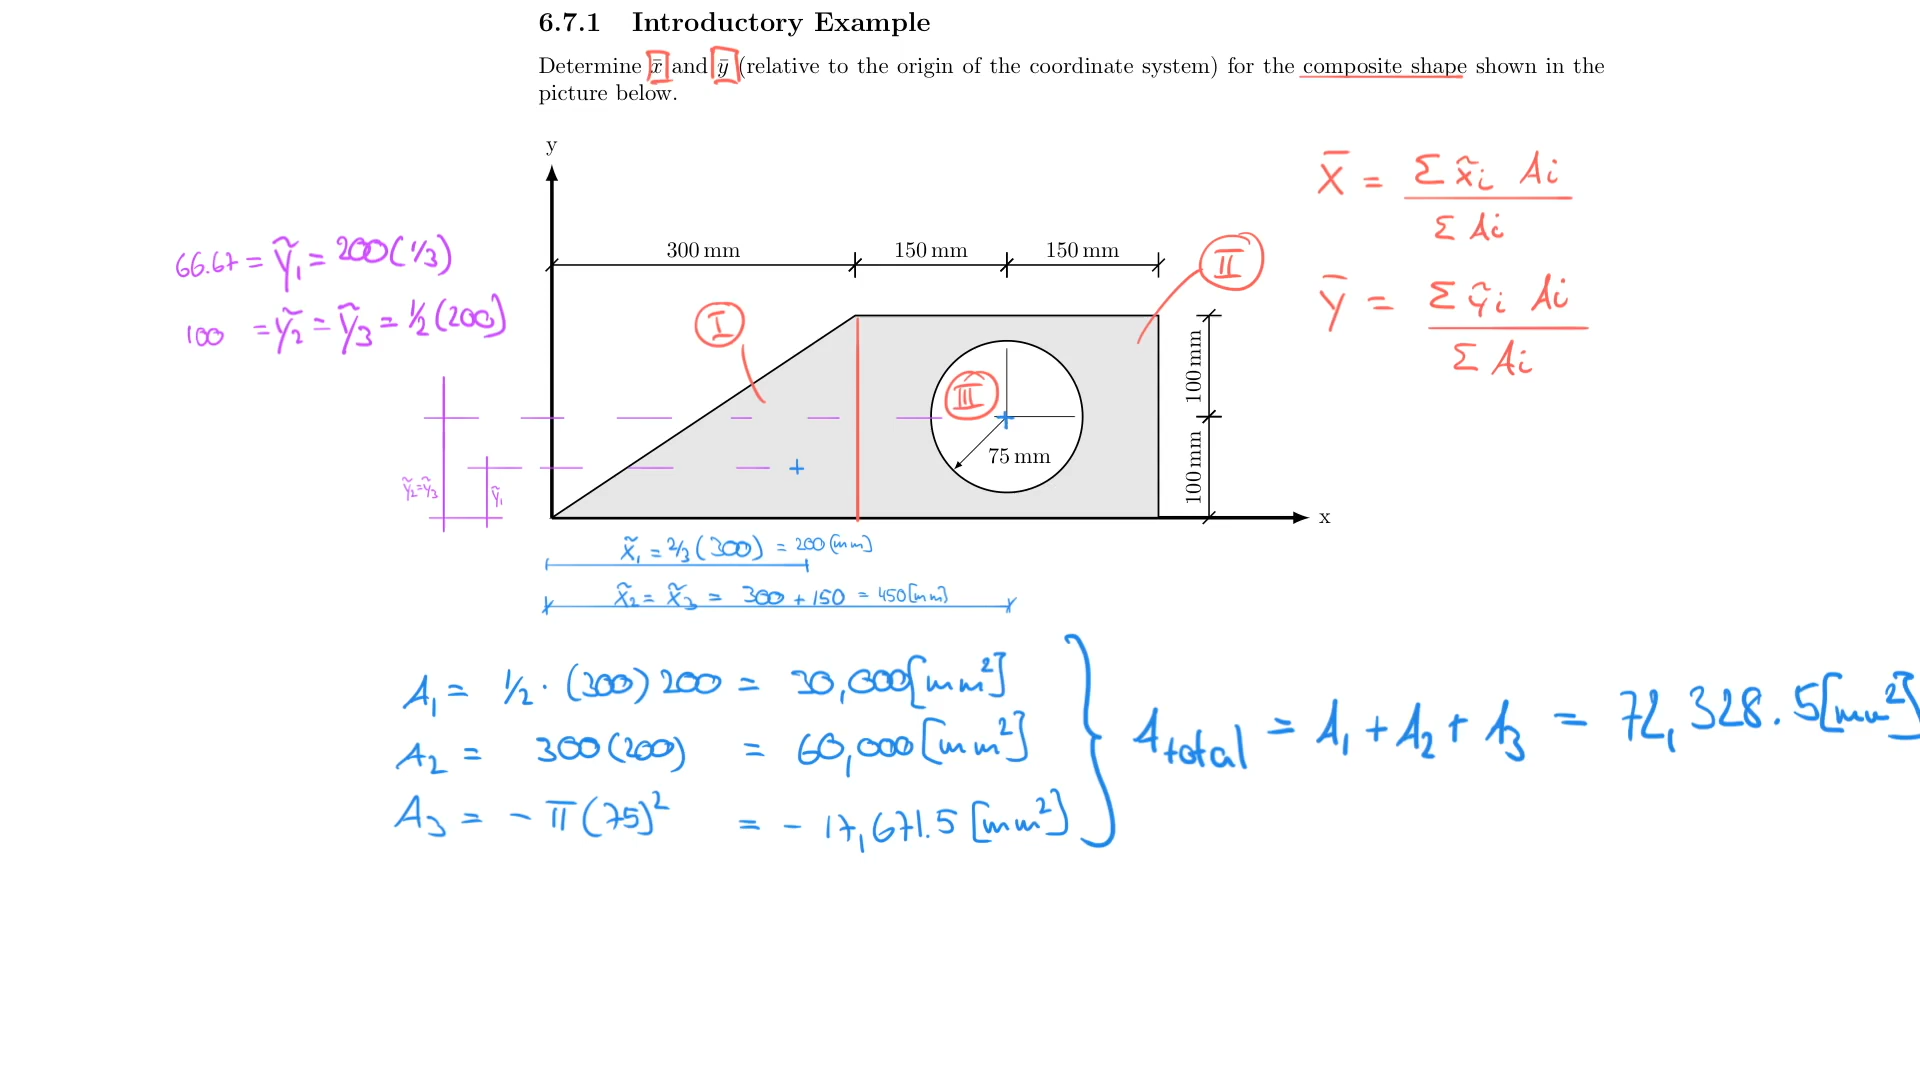 6.7.1 Introductory Example
Determine x̄ and ȳ (relative to the origin of the coordinate system) for the composite shape shown in the
picture below.
y
X̄ = Σ x̃i Ai / Σ Ai
Ȳ = Σ ỹi Ai / Σ Ai
66.67 = ỹ1 = 200(1/3)
100 = ỹ2 = ỹ3 = 1/2(200)
300 mm
150 mm
150 mm
I
II
III
75 mm
100 mm
100 mm
ỹ2=ỹ3
ỹ1
x
x̃1 = 2/3(300) = 200[mm]
x̃2 = x̃3 = 300 + 150 = 450[mm]
A1 = 1/2 · (300)200 = 30,000[mm²]
A2 = 300(200) = 60,000[mm²]
A3 = - π(75)² = - 17,671.5[mm²]
Atotal = A1 + A2 + A3 = 72,328.5[mm²]